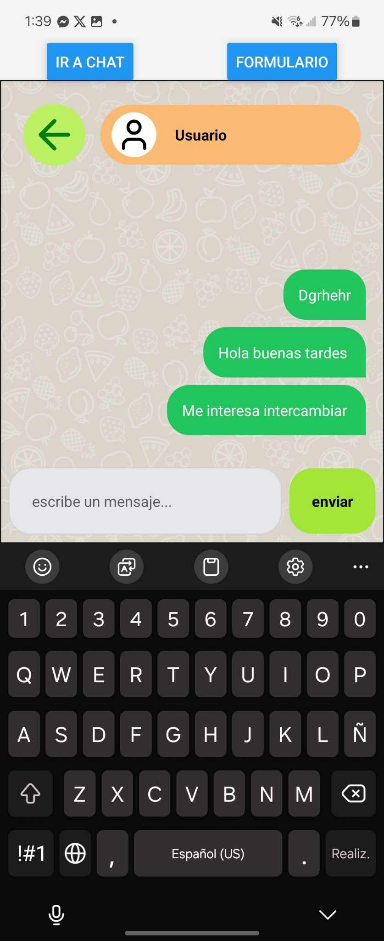 1:39
77%
IR A CHAT
FORMULARIO
Usuario
Dgrhehr
Hola buenas tardes
Me interesa intercambiar
escribe un mensaje...
enviar
1 2 3 4 5 6 7 8 9 0
Q W E R T Y U I O P
A S D F G H J K L Ñ
Z X C V B N M
!#1 , Español (US) . Realiz.